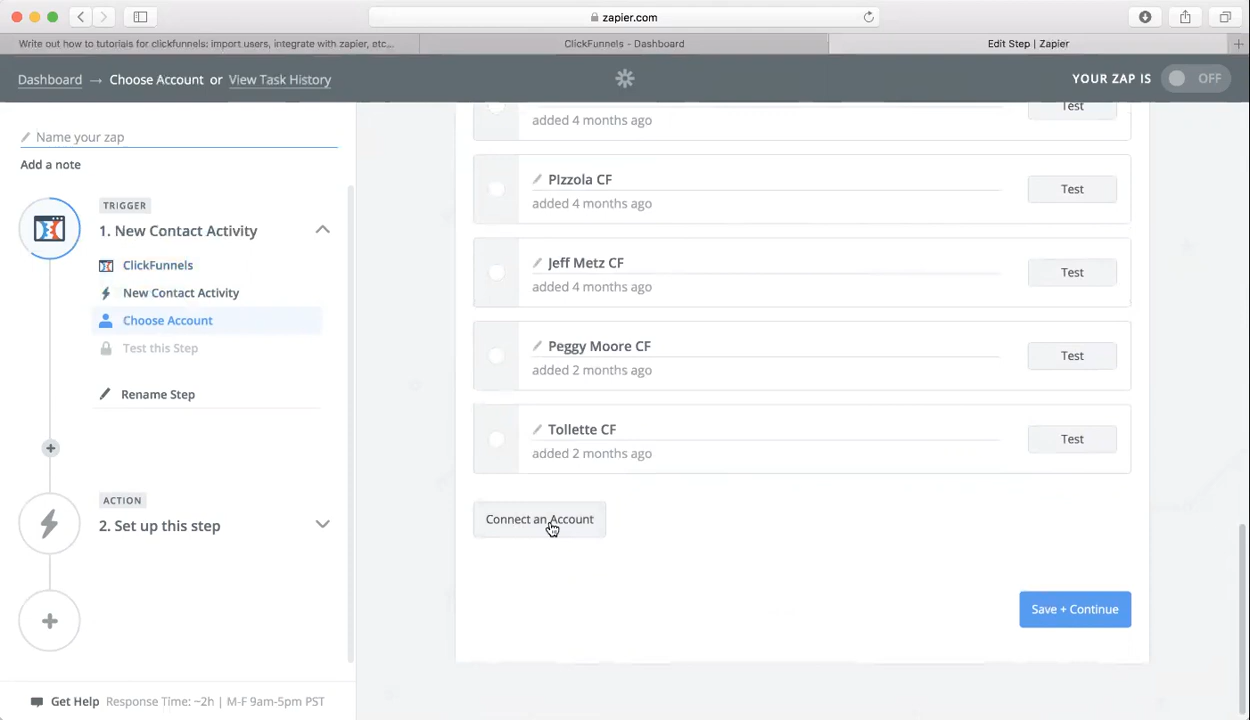 zapier.com
Write out how to tutorials for clickfunnels: import users, integrate with zapier, etc...
ClickFunnels - Dashboard
Edit Step | Zapier
Dashboard → Choose Account or View Task History
YOUR ZAP IS OFF
Name your zap
Add a note
TRIGGER
1. New Contact Activity
ClickFunnels
New Contact Activity
Choose Account
Test this Step
Rename Step
ACTION
2. Set up this step
Get Help Response Time: ~2h | M-F 9am-5pm PST
added 4 months ago
Test
PIzzola CF
added 4 months ago
Test
Jeff Metz CF
added 4 months ago
Test
Peggy Moore CF
added 2 months ago
Test
Tollette CF
added 2 months ago
Test
Connect an Account
Save + Continue